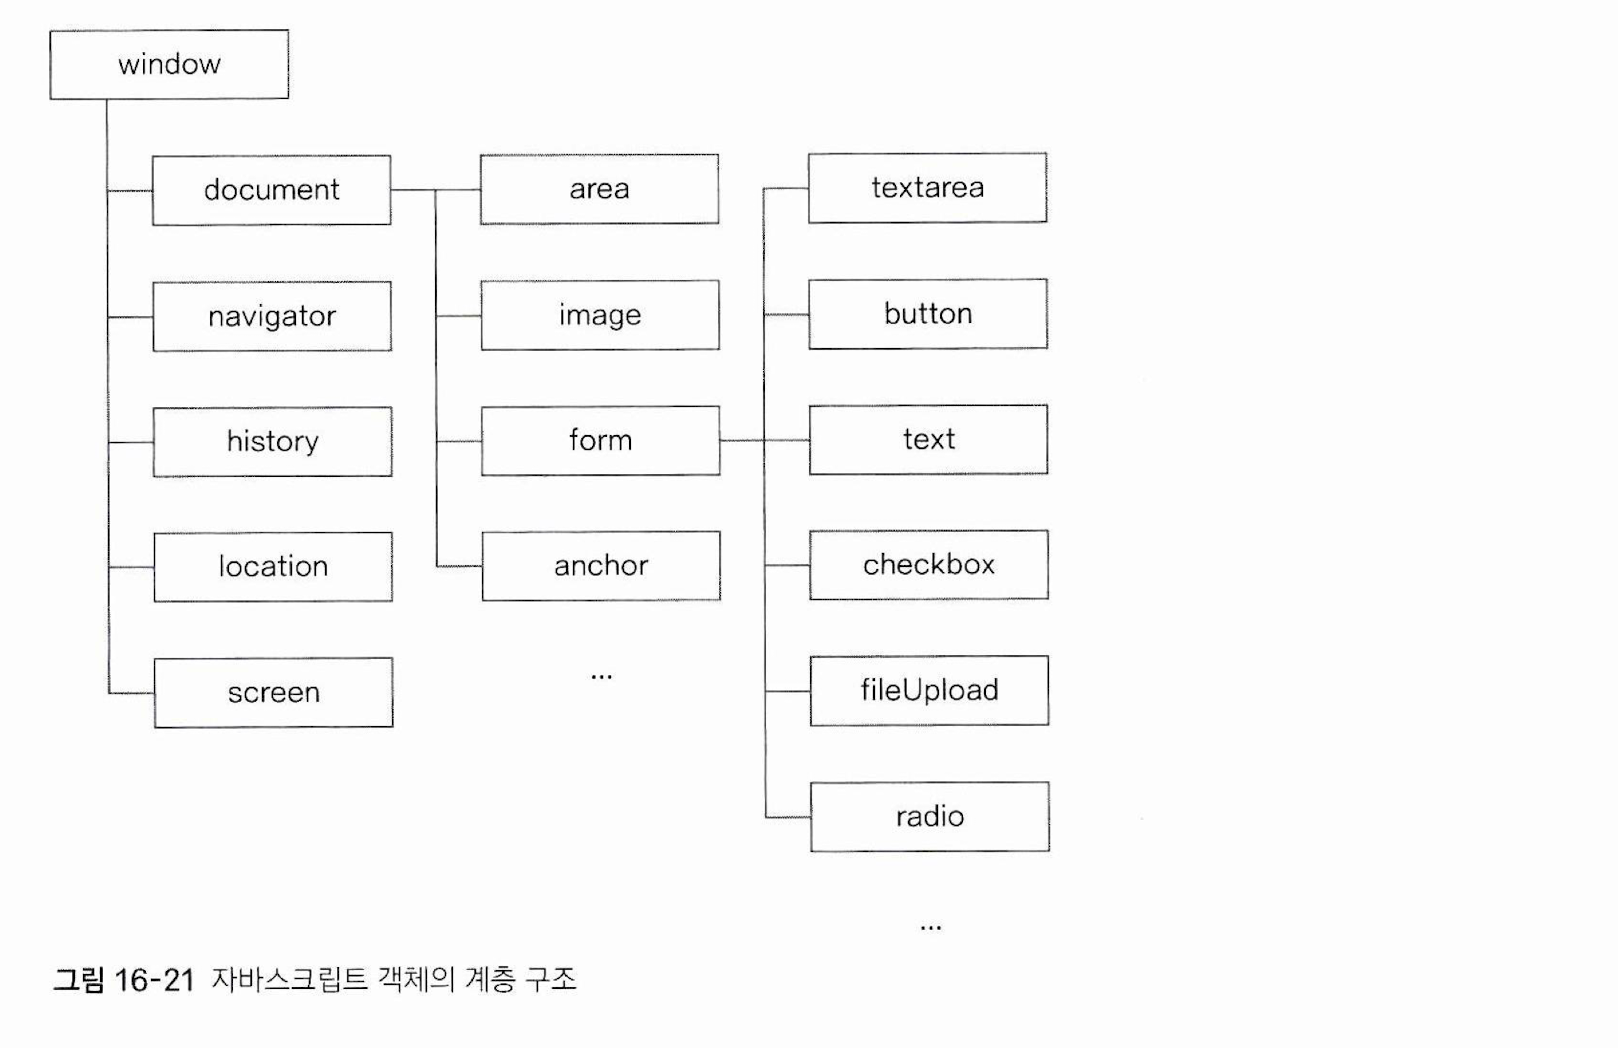 window
document
area
textarea
navigator
image
button
history
form
text
location
anchor
checkbox
screen
...
fileUpload
radio
...
그림 16-21 자바스크립트 객체의 계층 구조